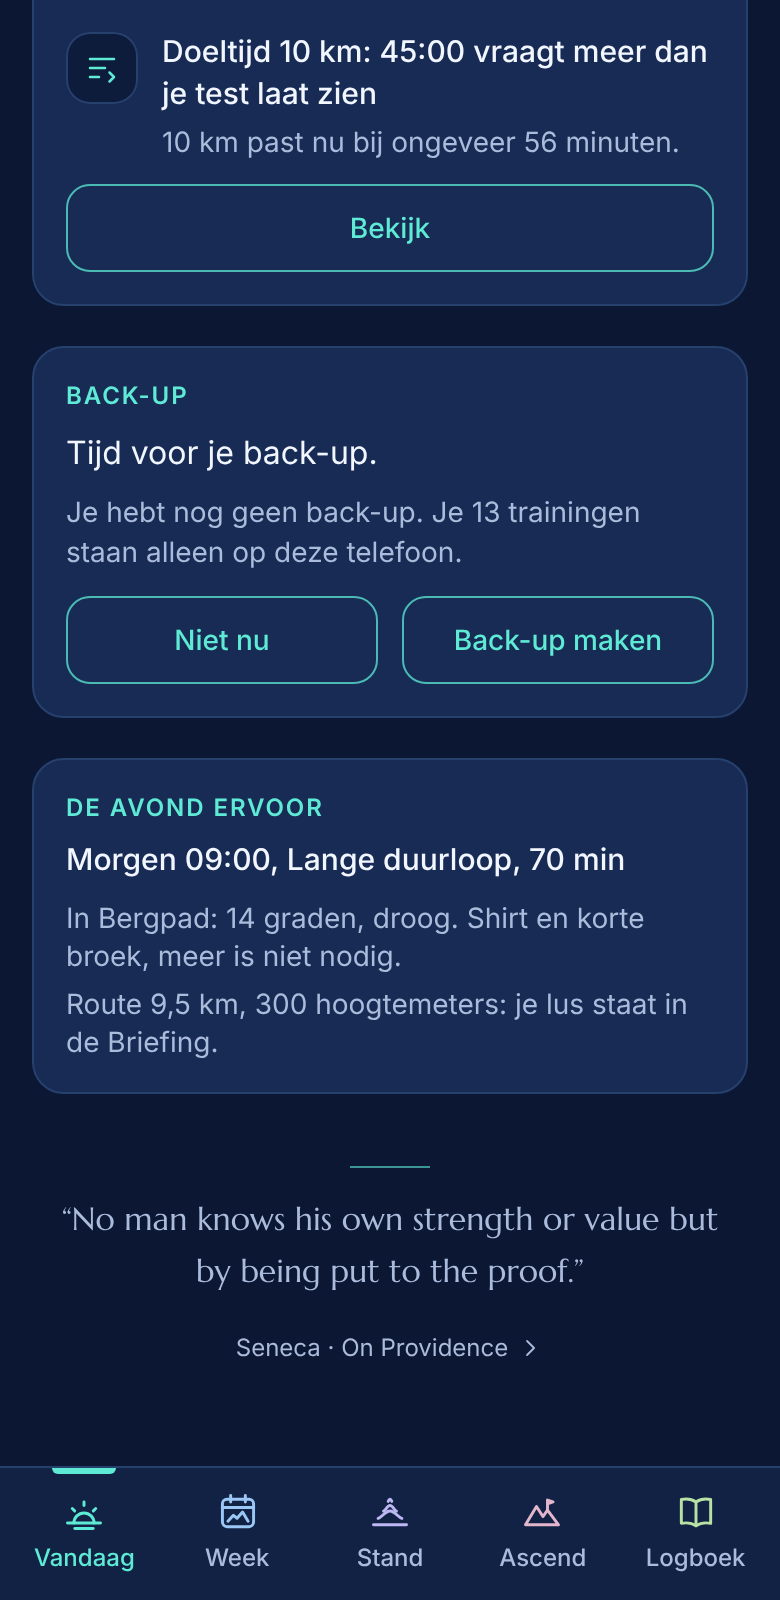 Doeltijd 10 km: 45:00 vraagt meer dan
je test laat zien
10 km past nu bij ongeveer 56 minuten.
Bekijk
BACK-UP
Tijd voor je back-up.
Je hebt nog geen back-up. Je 13 trainingen
staan alleen op deze telefoon.
Niet nu
Back-up maken
DE AVOND ERVOOR
Morgen 09:00, Lange duurloop, 70 min
In Bergpad: 14 graden, droog. Shirt en korte
broek, meer is niet nodig.
Route 9,5 km, 300 hoogtemeters: je lus staat in
de Briefing.
“No man knows his own strength or value but
by being put to the proof.”
Seneca · On Providence
Vandaag
Week
Stand
Ascend
Logboek